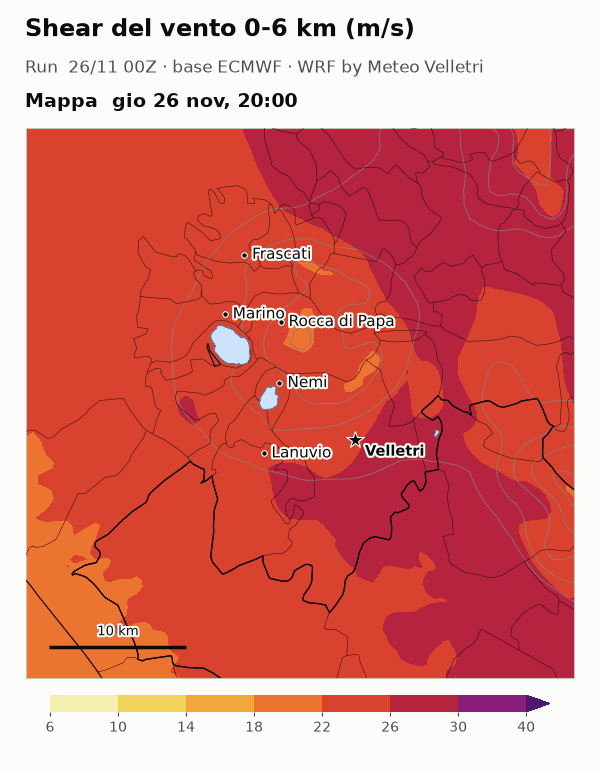 Shear del vento 0-6 km (m/s)
Run  26/11 00Z · base ECMWF · WRF by Meteo Velletri
Mappa  gio 26 nov, 20:00
Frascati
Marino
Rocca di Papa
Nemi
Velletri
Lanuvio
10 km
6 10 14 18 22 26 30 40